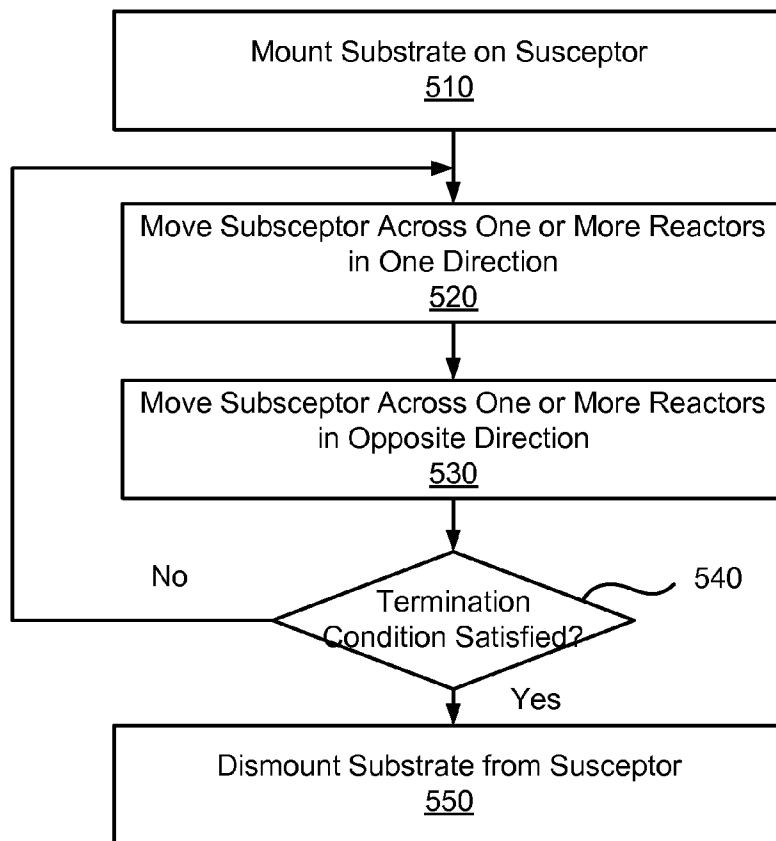 Mount Substrate on Susceptor
510
Move Subsceptor Across One or More Reactors
in One Direction
520
Move Subsceptor Across One or More Reactors
in Opposite Direction
530
No
540
Termination
Condition Satisfied?
Yes
Dismount Substrate from Susceptor
550